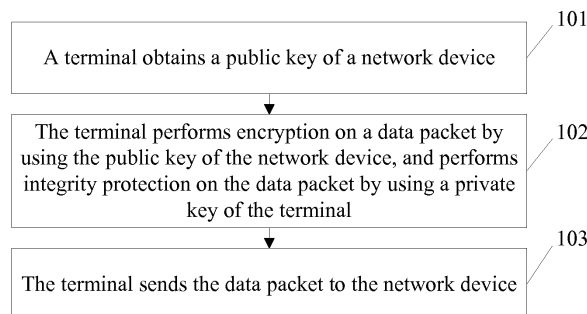 101
A terminal obtains a public key of a network device
102
The terminal performs encryption on a data packet by
using the public key of the network device, and performs
integrity protection on the data packet by using a private
key of the terminal
103
The terminal sends the data packet to the network device